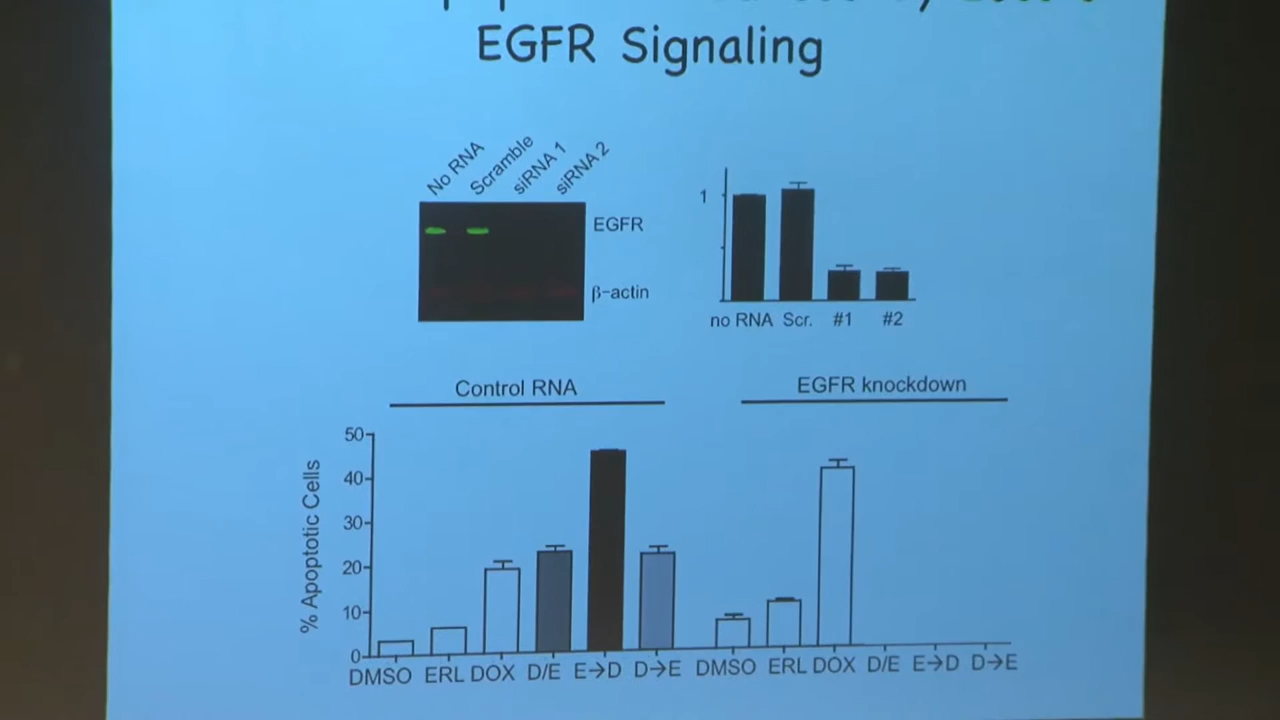 EGFR Signaling
No RNA
Scramble
siRNA 1
siRNA 2
EGFR
β-actin
1
no RNA Scr. #1 #2
Control RNA
EGFR knockdown
% Apoptotic Cells
50
40
30
20
10
0
DMSO ERL DOX D/E E→D D→E DMSO ERL DOX D/E E→D D→E